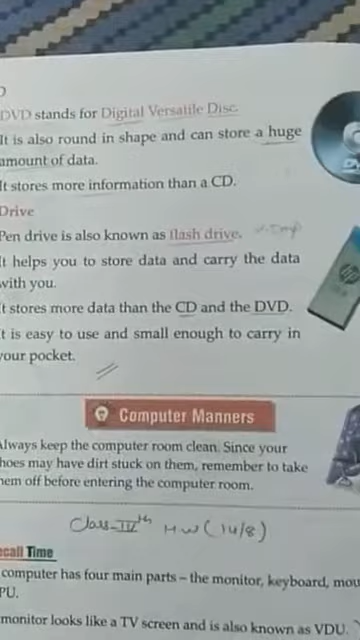 D
DVD stands for Digital Versatile Disc.
It is also round in shape and can store a huge
amount of data.
It stores more information than a CD.
Drive
Pen drive is also known as flash drive.
It helps you to store data and carry the data
with you.
It stores more data than the CD and the DVD.
It is easy to use and small enough to carry in
your pocket.
hp
Computer Manners
Always keep the computer room clean. Since your
hoes may have dirt stuck on them, remember to take
hem off before entering the computer room.
Class-IVth HW (14/8)
ecall Time
computer has four main parts – the monitor, keyboard, mou
PU.
monitor looks like a TV screen and is also known as VDU.